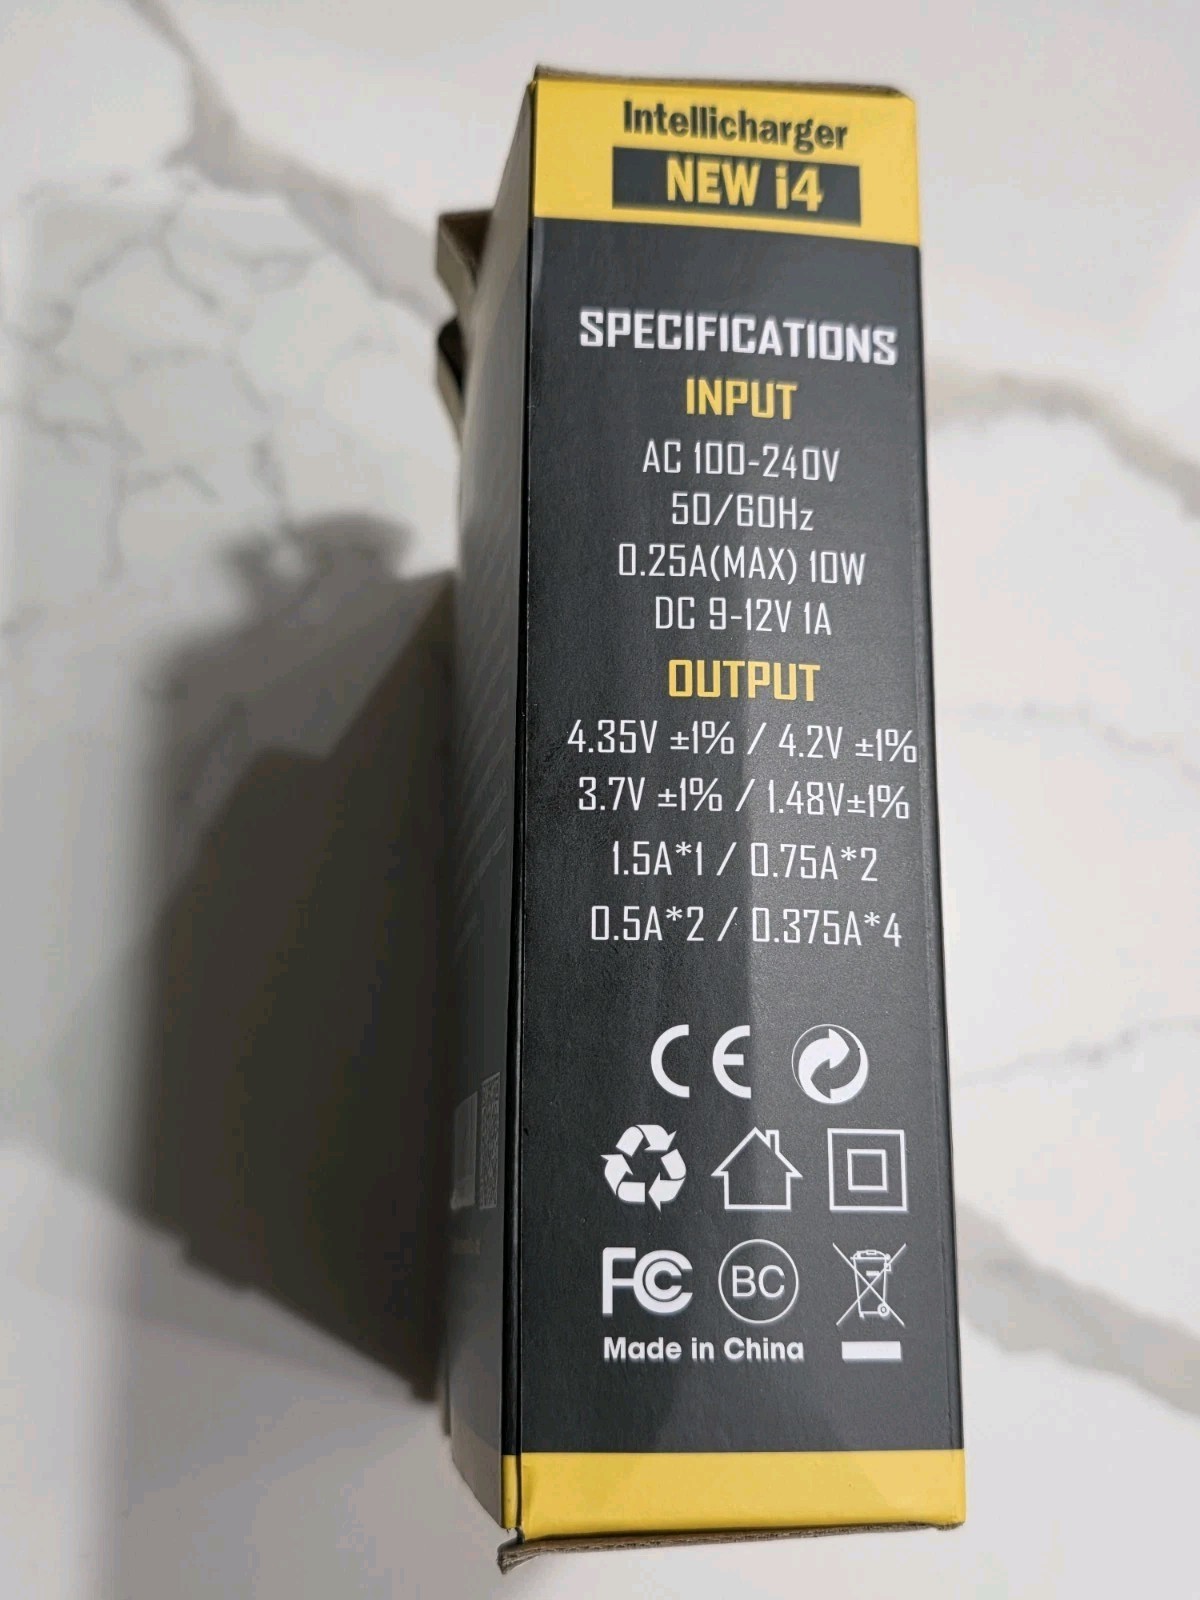 Intellicharger
NEW i4
SPECIFICATIONS
INPUT
AC 100-240V
50/60Hz
0.25A(MAX) 10W
DC 9-12V 1A
OUTPUT
4.35V ±1% / 4.2V ±1%
3.7V ±1% / 1.48V±1%
1.5A*1 / 0.75A*2
0.5A*2 / 0.375A*4
CE
FC
BC
Made in China